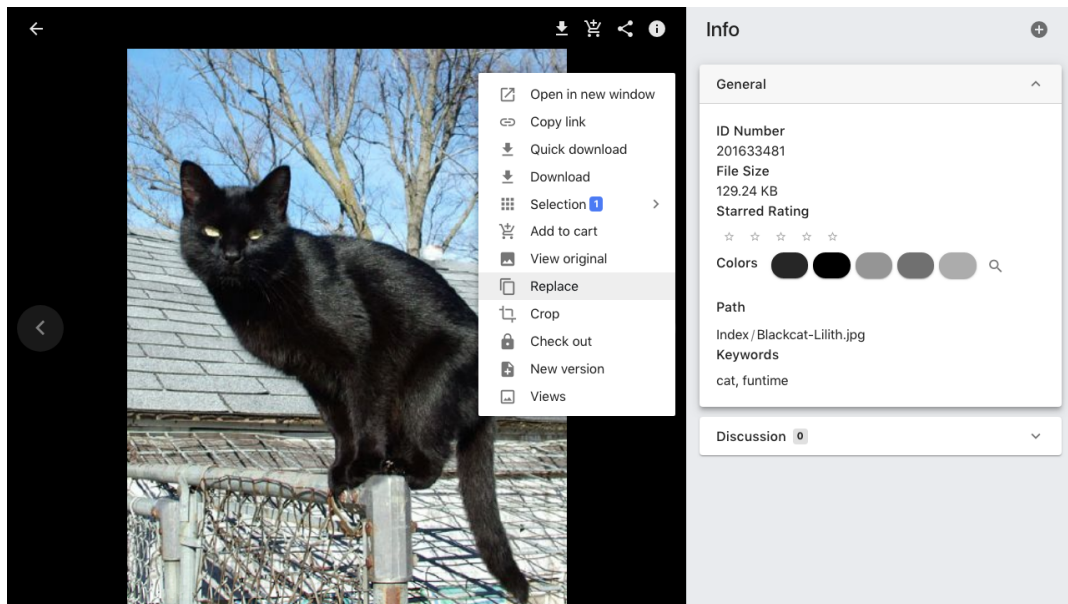 Info
Open in new window
Copy link
Quick download
Download
Selection 1
Add to cart
View original
Replace
Crop
Check out
New version
Views
General
ID Number
201633481
File Size
129.24 KB
Starred Rating
Colors
Path
Index/Blackcat-Lilith.jpg
Keywords
cat, funtime
Discussion 0